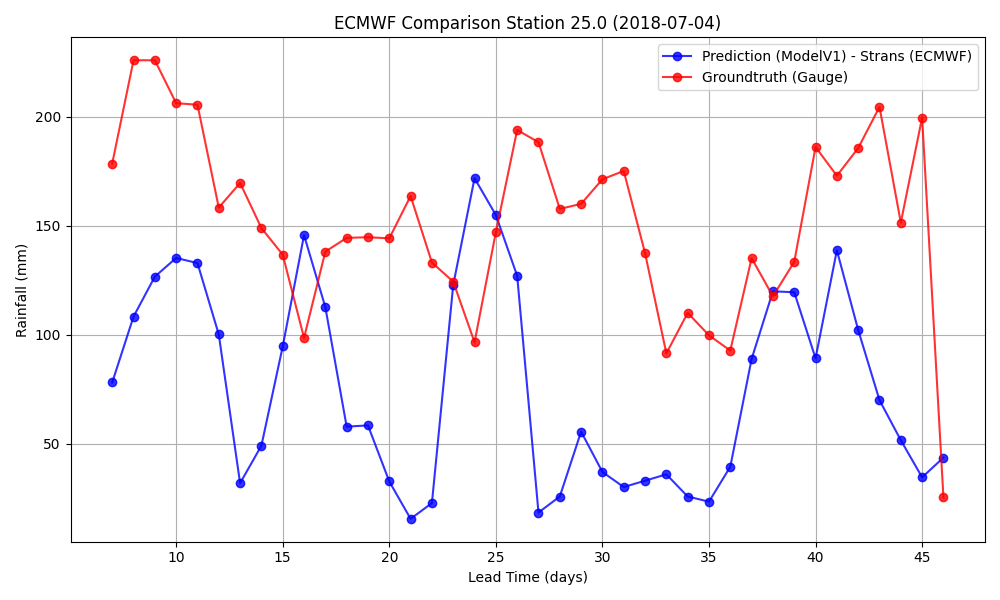 ECMWF Comparison Station 25.0 (2018-07-04)
Prediction (ModelV1) - Strans (ECMWF)
Groundtruth (Gauge)
Rainfall (mm)
200
150
100
50
10 15 20 25 30 35 40 45
Lead Time (days)